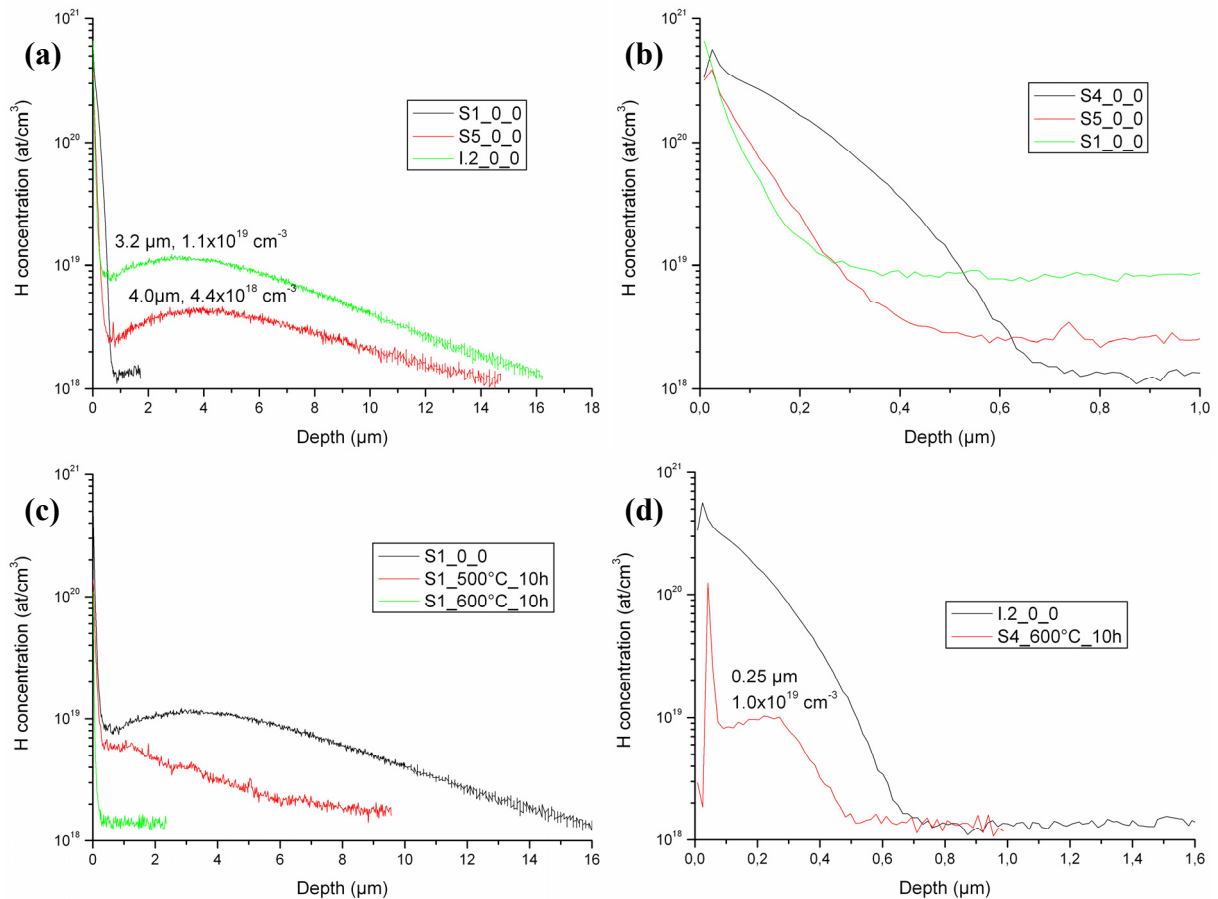 (a)
10²¹
10²⁰
10¹⁹
10¹⁸
H concentration (at/cm³)
S1_0_0
S5_0_0
I.2_0_0
3.2 µm, 1.1x10¹⁹ cm⁻³
4.0µm, 4.4x10¹⁸ cm⁻³
0 2 4 6 8 10 12 14 16 18
Depth (µm)
(b)
10²¹
10²⁰
10¹⁹
10¹⁸
H concentration (at/cm³)
S4_0_0
S5_0_0
S1_0_0
0,0 0,2 0,4 0,6 0,8 1,0
Depth (µm)
(c)
10²¹
10²⁰
10¹⁹
10¹⁸
H concentration (at/cm³)
S1_0_0
S1_500°C_10h
S1_600°C_10h
0 2 4 6 8 10 12 14 16
Depth (µm)
(d)
10²¹
10²⁰
10¹⁹
10¹⁸
H concentration (at/cm³)
I.2_0_0
S4_600°C_10h
0.25 µm
1.0x10¹⁹ cm⁻³
0,0 0,2 0,4 0,6 0,8 1,0 1,2 1,4 1,6
Depth (µm)